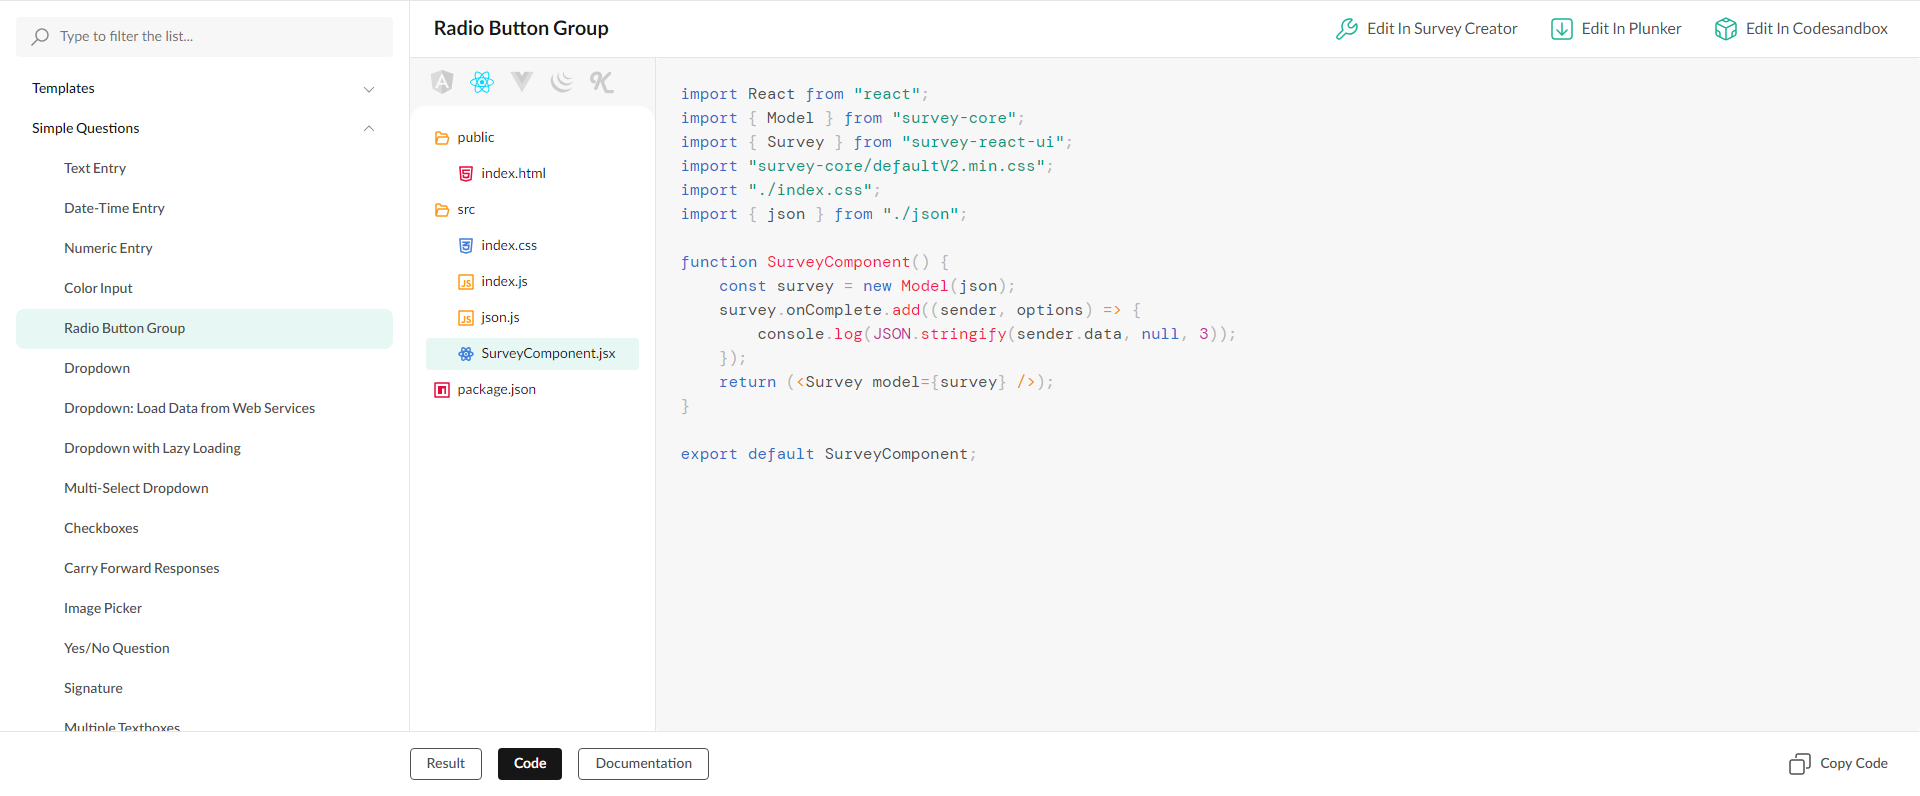 Type to filter the list...
Templates
Simple Questions
Text Entry
Date-Time Entry
Numeric Entry
Color Input
Radio Button Group
Dropdown
Dropdown: Load Data from Web Services
Dropdown with Lazy Loading
Multi-Select Dropdown
Checkboxes
Carry Forward Responses
Image Picker
Yes/No Question
Signature
Multiple Textboxes
Radio Button Group
Edit In Survey Creator
Edit In Plunker
Edit In Codesandbox
public
index.html
src
index.css
index.js
json.js
SurveyComponent.jsx
package.json
import React from "react";
import { Model } from "survey-core";
import { Survey } from "survey-react-ui";
import "survey-core/defaultV2.min.css";
import "./index.css";
import { json } from "./json";
function SurveyComponent() {
    const survey = new Model(json);
    survey.onComplete.add((sender, options) => {
        console.log(JSON.stringify(sender.data, null, 3));
    });
    return (<Survey model={survey} />);
}
export default SurveyComponent;
Result
Code
Documentation
Copy Code